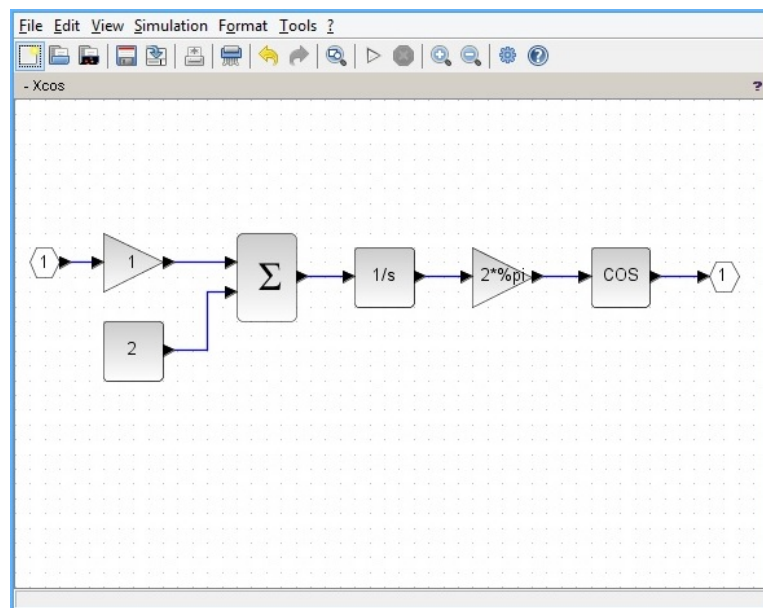 File Edit View Simulation Format Tools ?
- Xcos ?
1 1 Σ 1/s 2*%pi COS 1
2